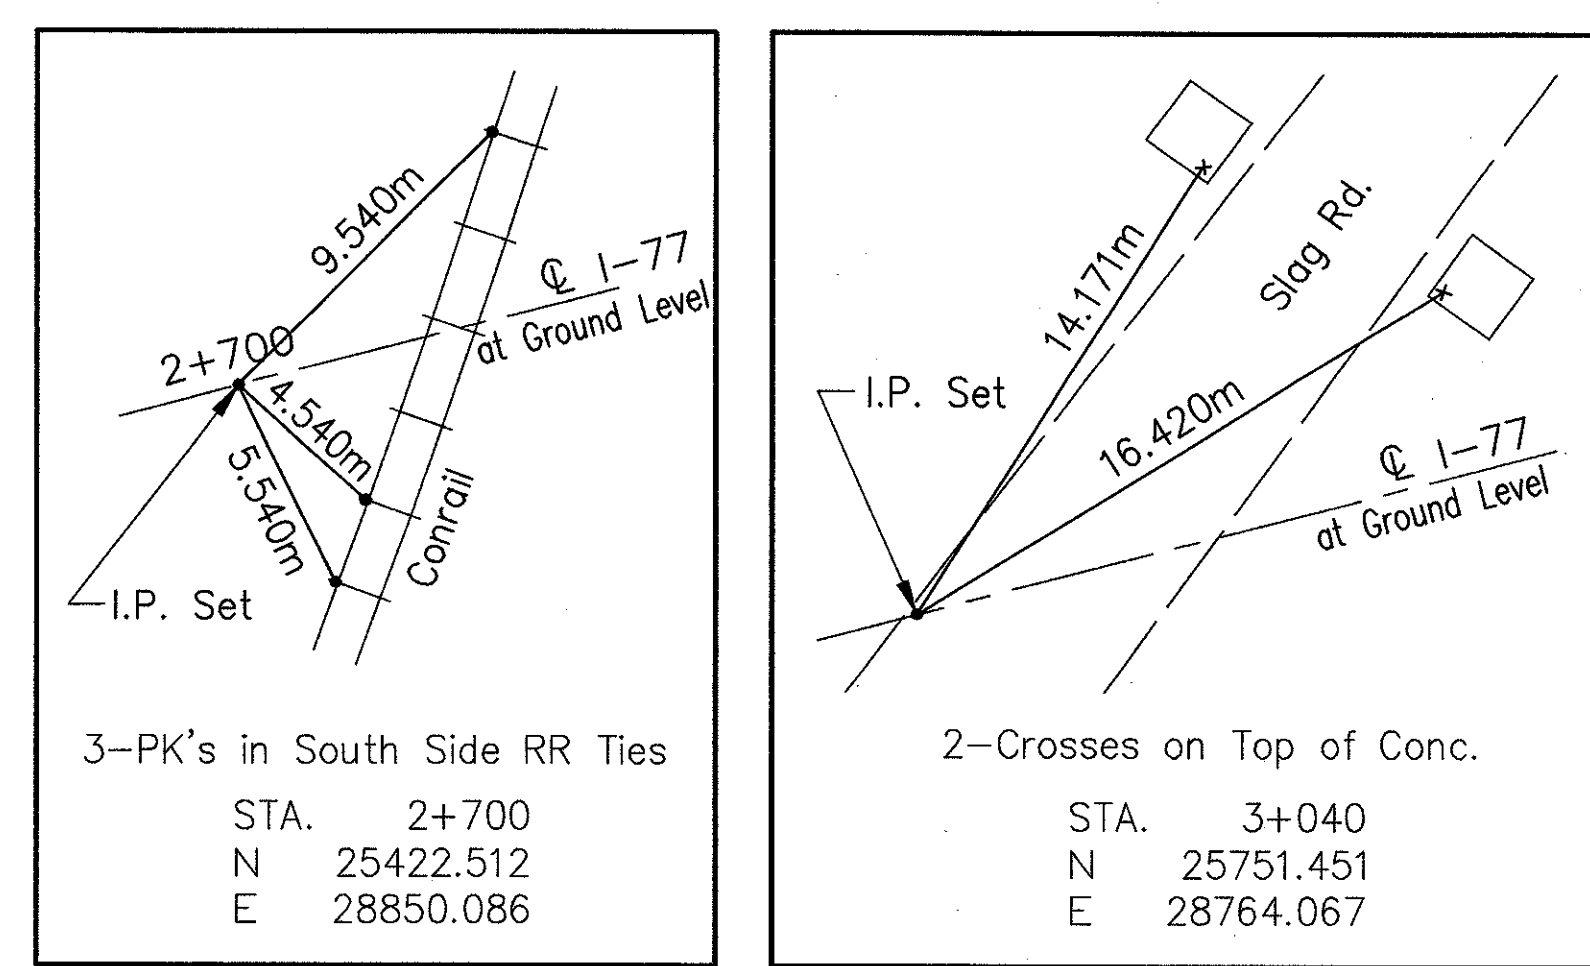 9.540m
℄ I-77
at Ground Level
2+700
4.540m
5.540m
Conrail
I.P. Set
3-PK's in South Side RR Ties
STA. 2+700
N 25422.512
E 28850.086
14.171m
Slag Rd.
I.P. Set
16.420m
℄ I-77
at Ground Level
2-Crosses on Top of Conc.
STA. 3+040
N 25751.451
E 28764.067